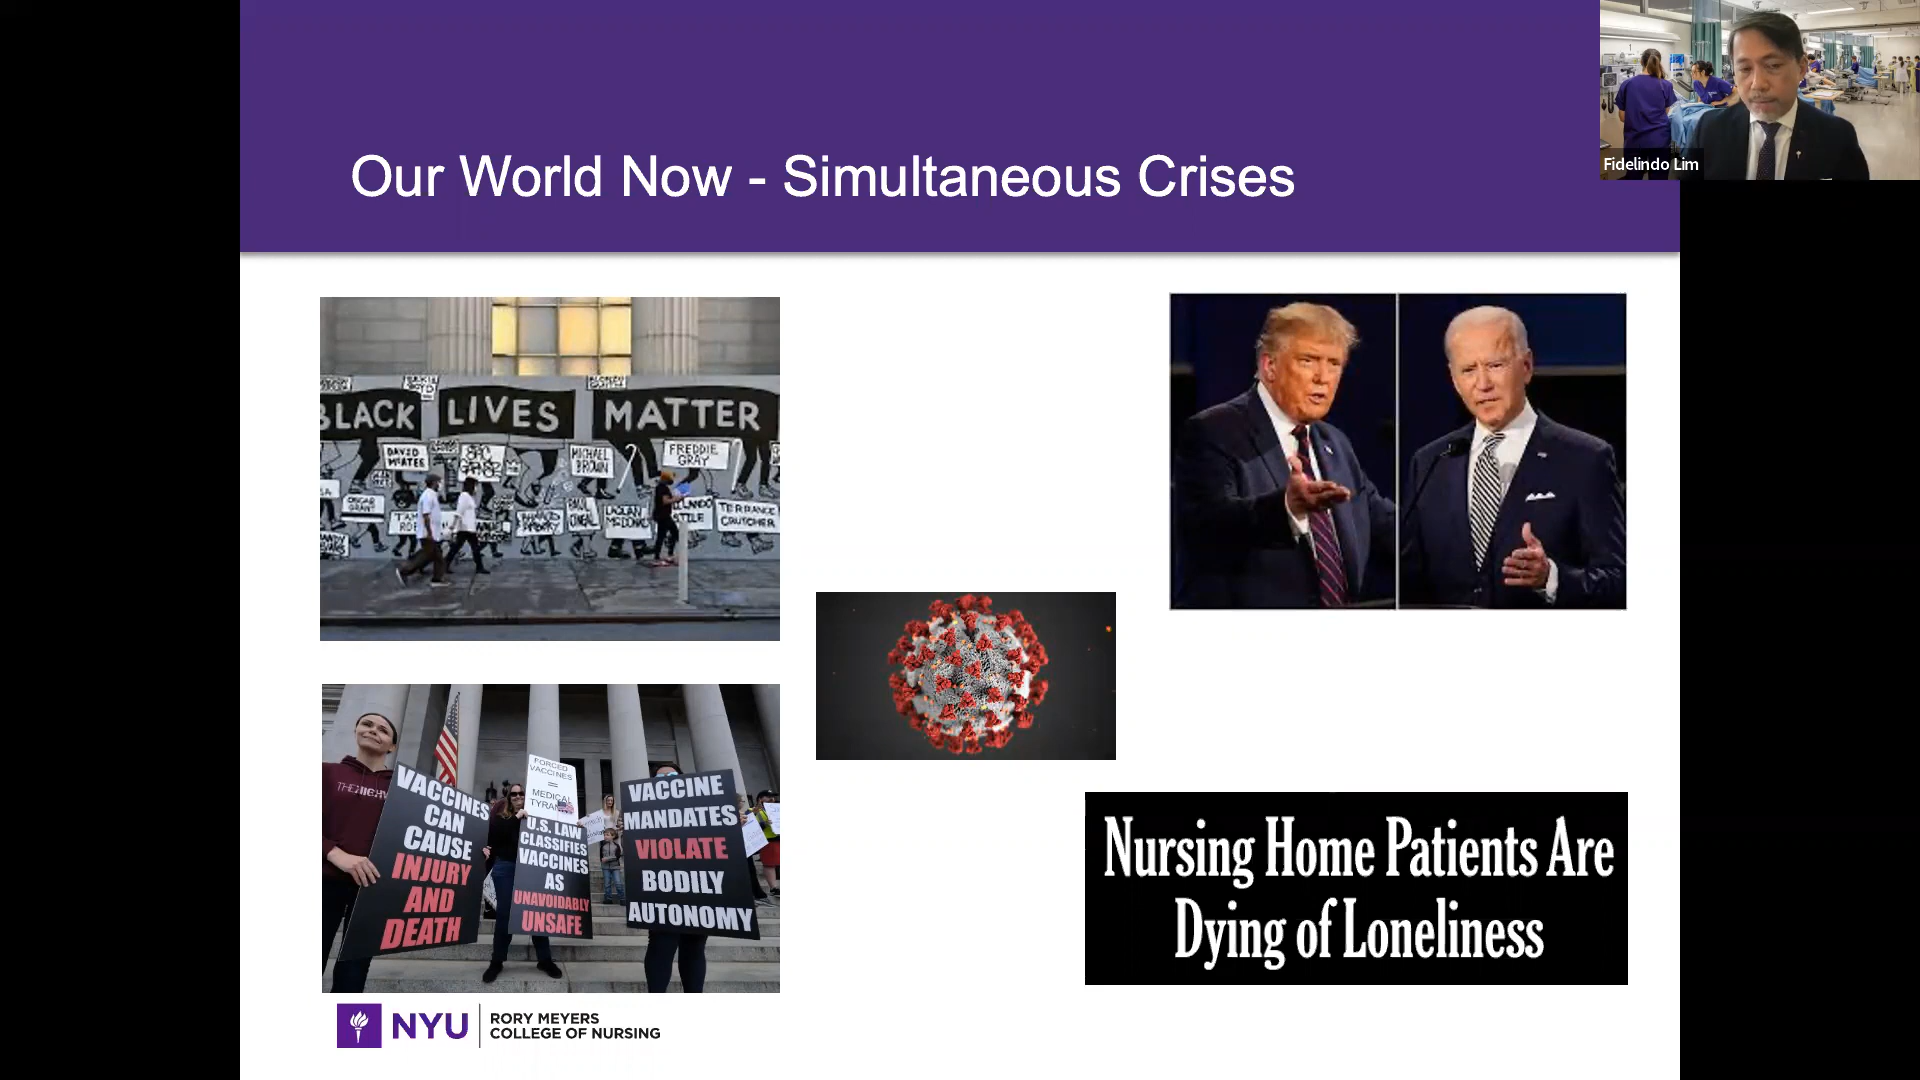 Our World Now - Simultaneous Crises
Fidelindo Lim
BLACK LIVES MATTER
DAVID
MCATEE
ERIC
GARNER
MICHAEL
BROWN
FREDDIE
GRAY
OSCAR
GRANT
LAQUAN
MCDONALD
TERRANCE
CRUTCHER
VACCINES
CAN
CAUSE
INJURY
AND
DEATH
FORCED
VACCINES
=
MEDICAL
U.S. LAW
CLASSIFIES
VACCINES
AS
UNAVOIDABLY
UNSAFE
VACCINE
MANDATES
VIOLATE
BODILY
AUTONOMY
Nursing Home Patients Are
Dying of Loneliness
NYU
RORY MEYERS
COLLEGE OF NURSING